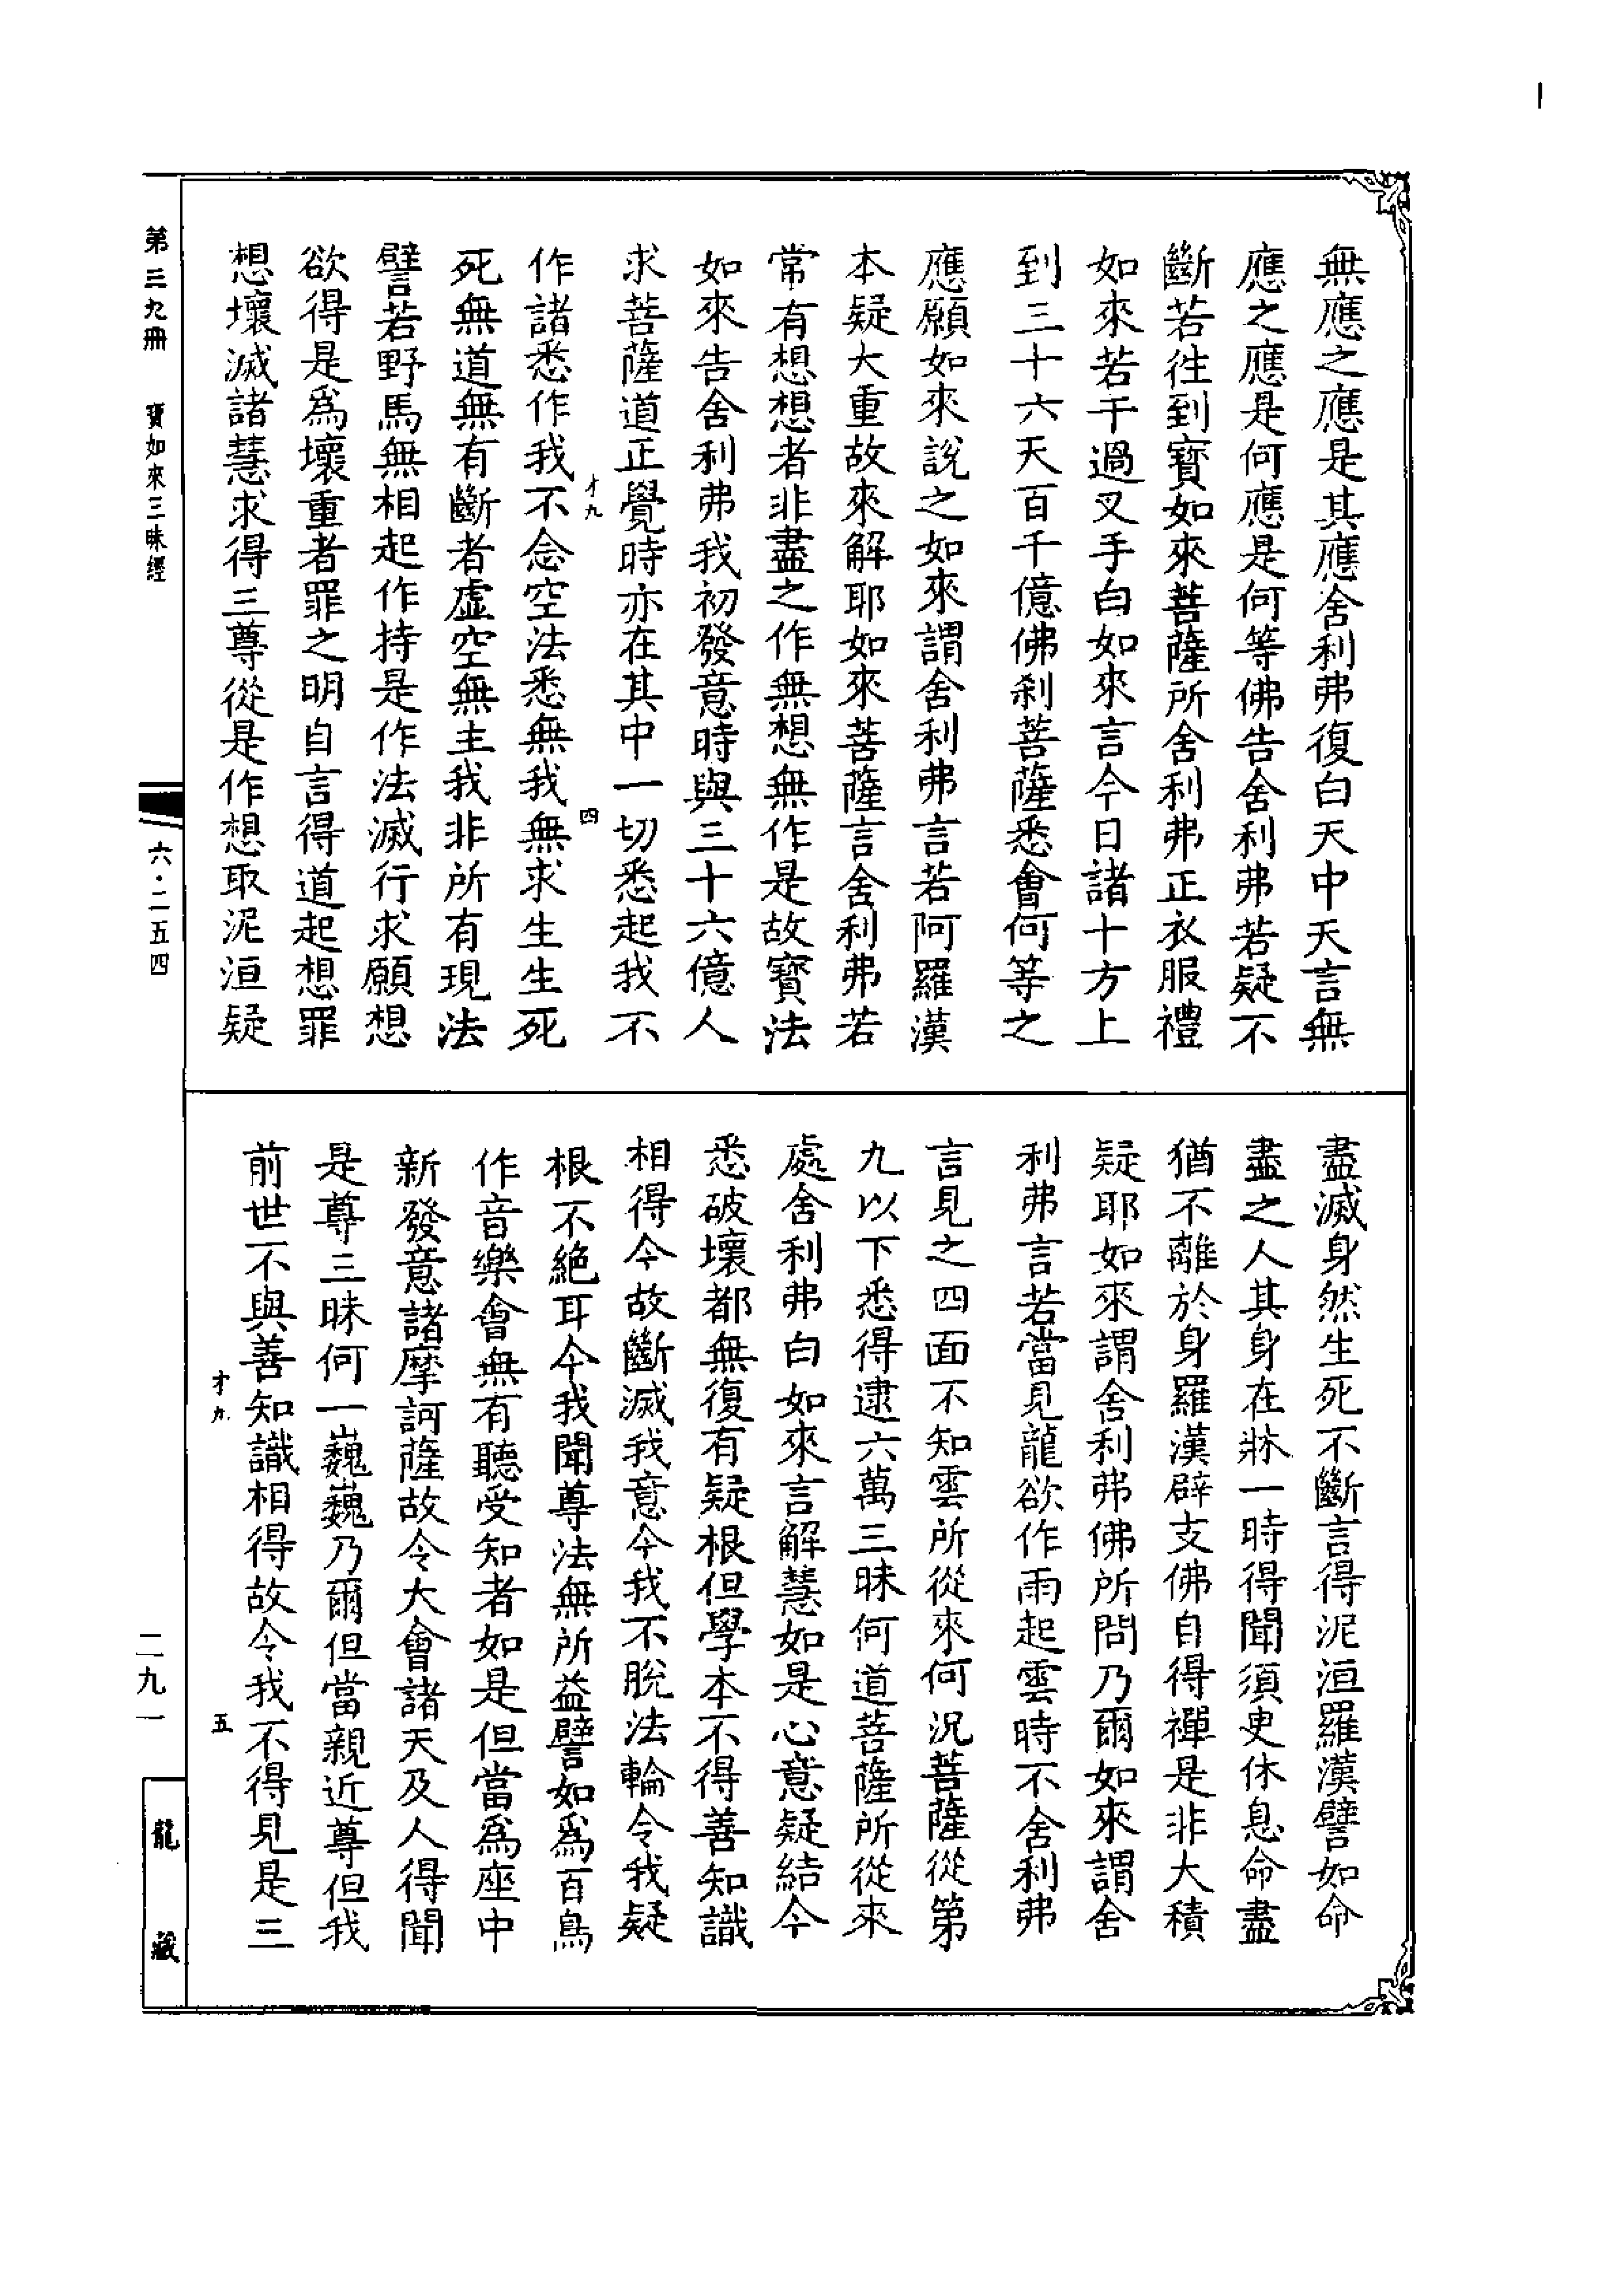 無應之應是其應舍利弗復白天中天言無
應之應是何應是何等佛告舍利弗若疑不
斷若往到寶如來菩薩所舍利弗正衣服禮
如來若干過叉手白如來言今日諸十方上
到三十六天百千億佛剎菩薩悉會何等之
應願如來說之如來謂舍利弗言若阿羅漢
本疑大重故來解耶如來菩薩言舍利弗若
常有想想者非盡之作無想無作是故寶法
如來告舍利弗我初發意時與三十六億人
求菩薩道正覺時亦在其中一切悉起我不
才九
四
作諸悉作我不念空法悉無我無求生生死
死無道無有斷者虛空無主我非所有現法
譬若野馬無相起作持是作法滅行求願想
欲得是爲壞重者罪之明自言得道起想罪
想壞滅諸慧求得三尊從是作想取泥洹疑
盡滅身然生死不斷言得泥洹羅漢譬如命
盡之人其身在牀一時得聞須臾休息命盡
猶不離於身羅漢辟支佛自得禪是非大積
疑耶如來謂舍利弗佛所問乃爾如來謂舍
利弗言若當見龍欲作雨起雲時不舍利弗
言見之四面不知雲所從來何況菩薩從第
九以下悉得逮六萬三昧何道菩薩所從來
處舍利弗白如來言解慧如是心意疑結今
悉破壞都無復有疑根但學本不得善知識
相得今故斷滅我意今我不脫法輪令我疑
根不絶耳今我聞尊法無所益譬如爲百鳥
作音樂會無有聽受知者如是但當爲座中
新發意諸摩訶薩故令大會諸天及人得聞
是尊三昧何一巍巍乃爾但當親近尊但我
前世不與善知識相得故令我不得見是三
才九
五
第三九冊 寶如來三昧經
六·二五四
二九一
龍藏